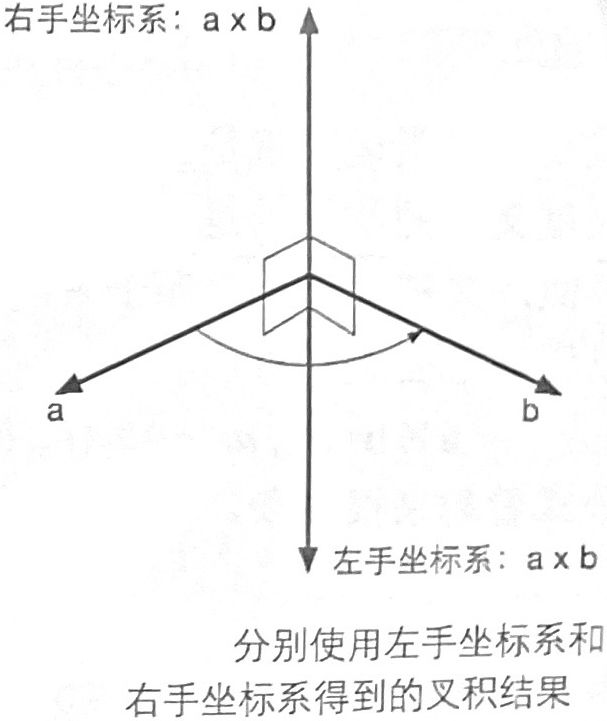 右手坐标系：a x b
a
b
左手坐标系：a x b
分别使用左手坐标系和
右手坐标系得到的叉积结果